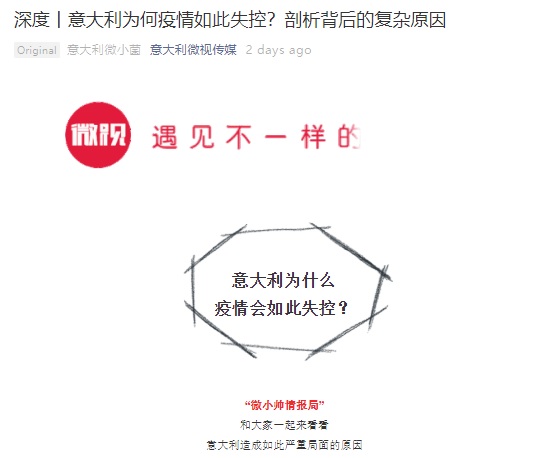 深度丨意大利为何疫情如此失控？剖析背后的复杂原因
Original 意大利微小菌 意大利微视传媒 2 days ago
微视 遇见不一样的
意大利为什么
疫情会如此失控？
“微小帅情报局”
和大家一起来看看
意大利造成如此严重局面的原因